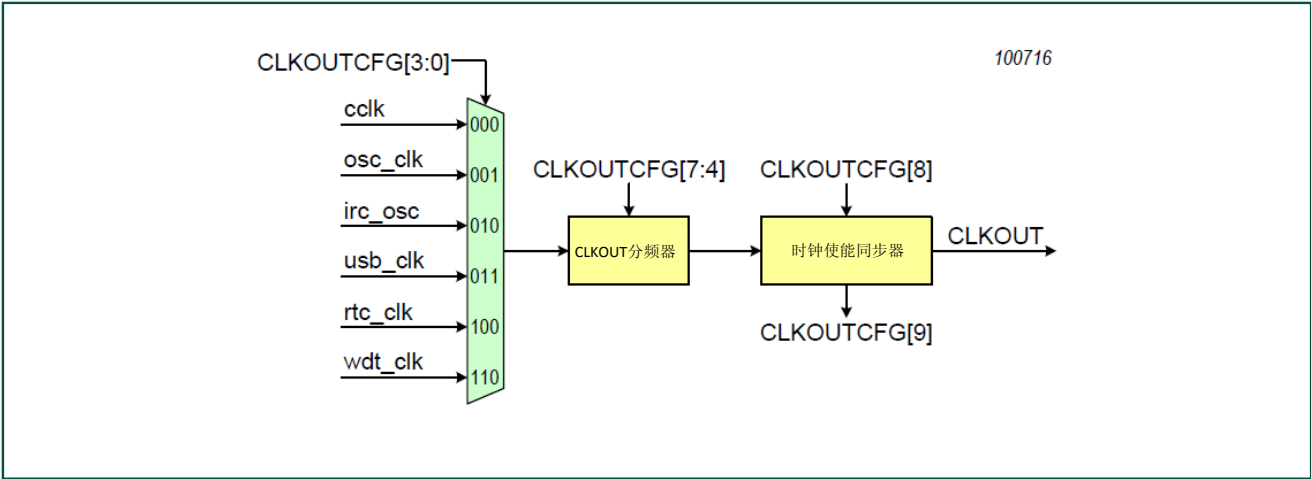 CLKOUTCFG[3:0]
100716
cclk
000
osc_clk
001
CLKOUTCFG[7:4]
CLKOUTCFG[8]
irc_osc
010
CLKOUT分频器
时钟使能同步器
CLKOUT
usb_clk
011
rtc_clk
100
CLKOUTCFG[9]
wdt_clk
110